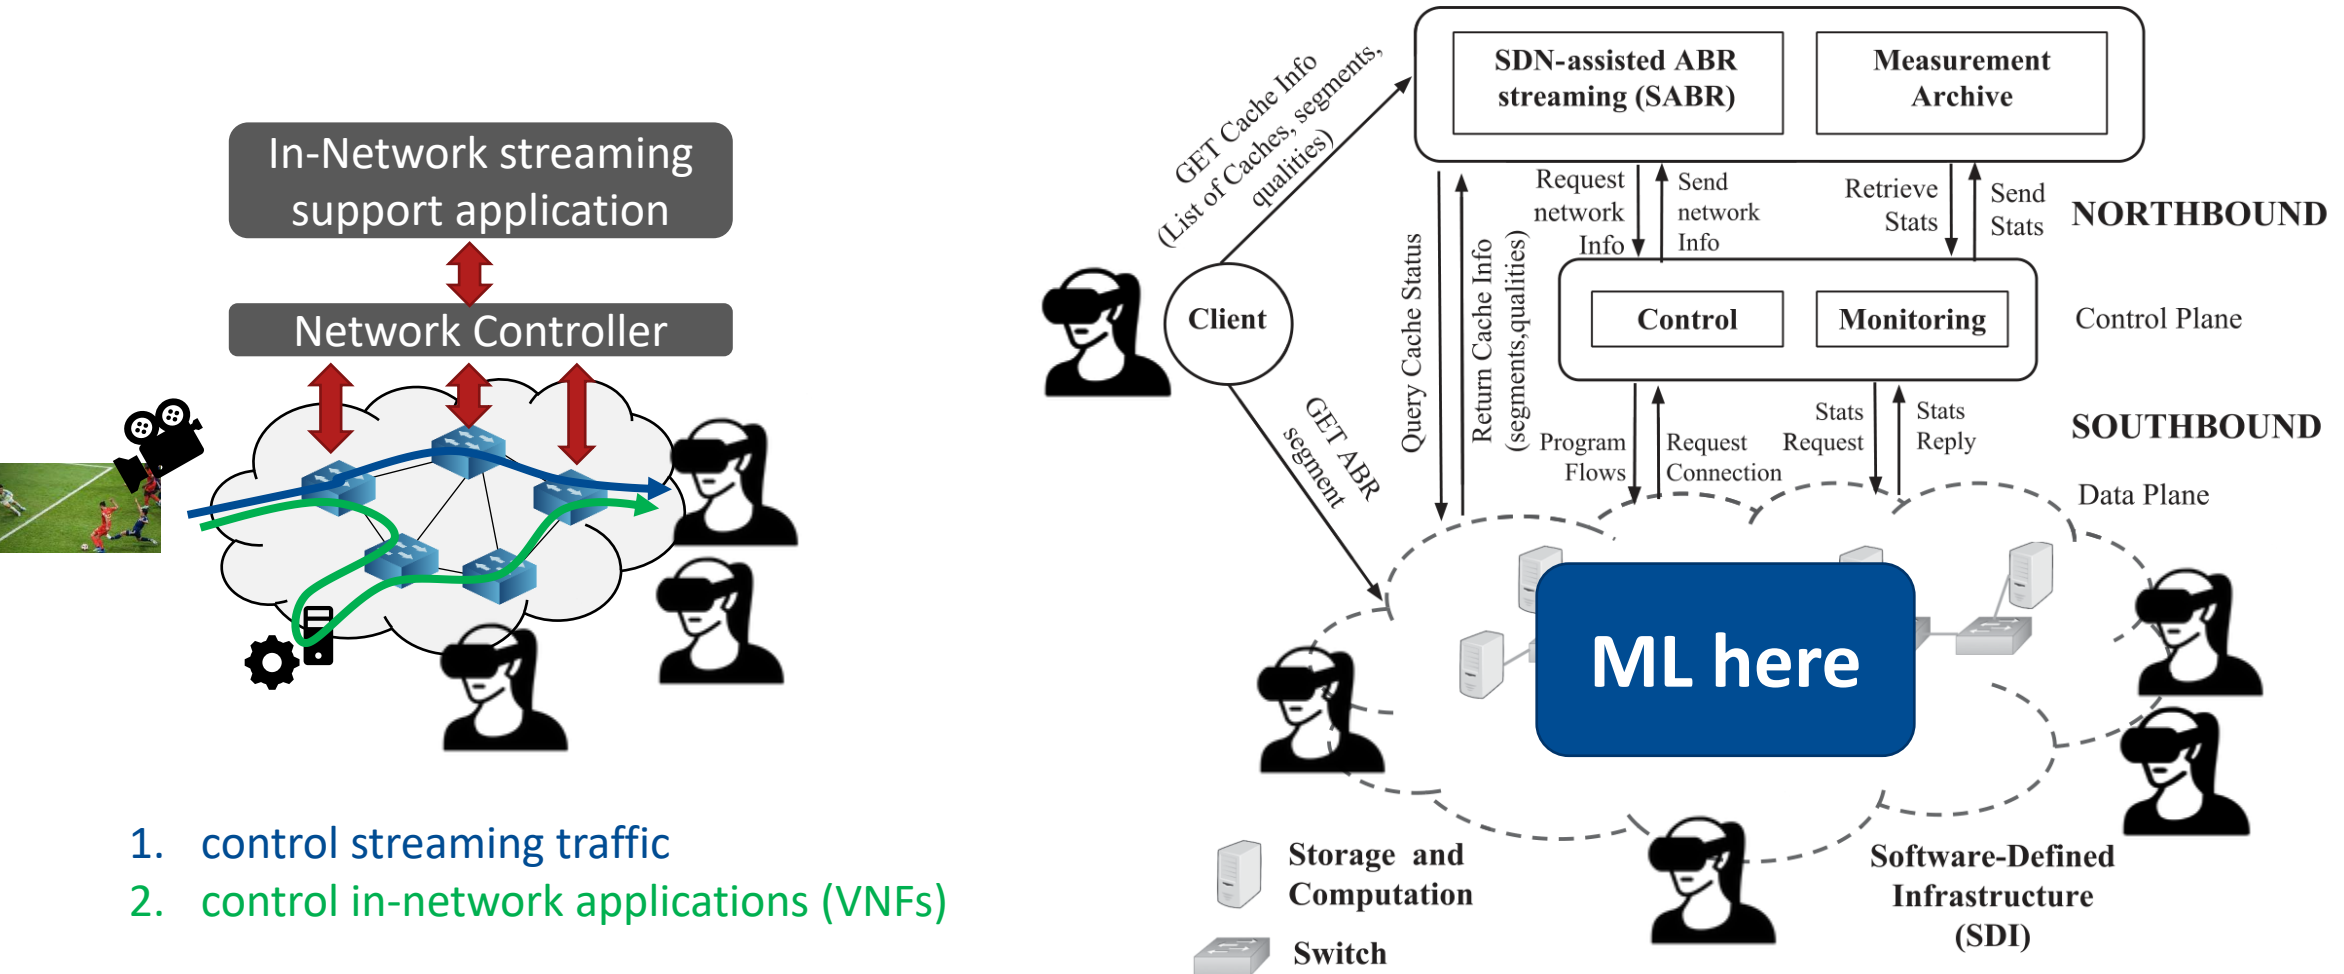 In-Network streaming
support application
Network Controller
1. control streaming traffic
2. control in-network applications (VNFs)
GET Cache Info
(List of Caches, segments,
qualities)
SDN-assisted ABR
streaming (SABR)
Measurement
Archive
Request
network
Info
Send
network
Info
Retrieve
Stats
Send
Stats
NORTHBOUND
Client
Query Cache Status
Return Cache Info
(segments,qualities)
Control
Monitoring
Control Plane
GET ABR
segment
Program
Flows
Request
Connection
Stats
Request
Stats
Reply
SOUTHBOUND
Data Plane
ML here
Storage and
Computation
Switch
Software-Defined
Infrastructure
(SDI)